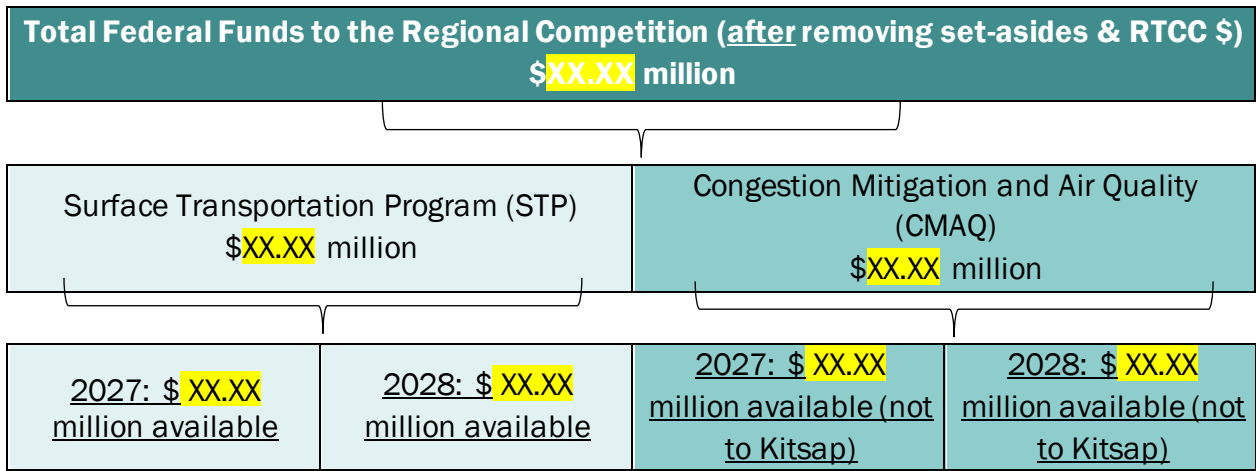 Total Federal Funds to the Regional Competition (after removing set-asides & RTCC $)
$XX.XX million
Surface Transportation Program (STP)
$XX.XX million
Congestion Mitigation and Air Quality
(CMAQ)
$XX.XX million
2027: $ XX.XX
million available
2028: $ XX.XX
million available
2027: $ XX.XX
million available (not
to Kitsap)
2028: $ XX.XX
million available (not
to Kitsap)